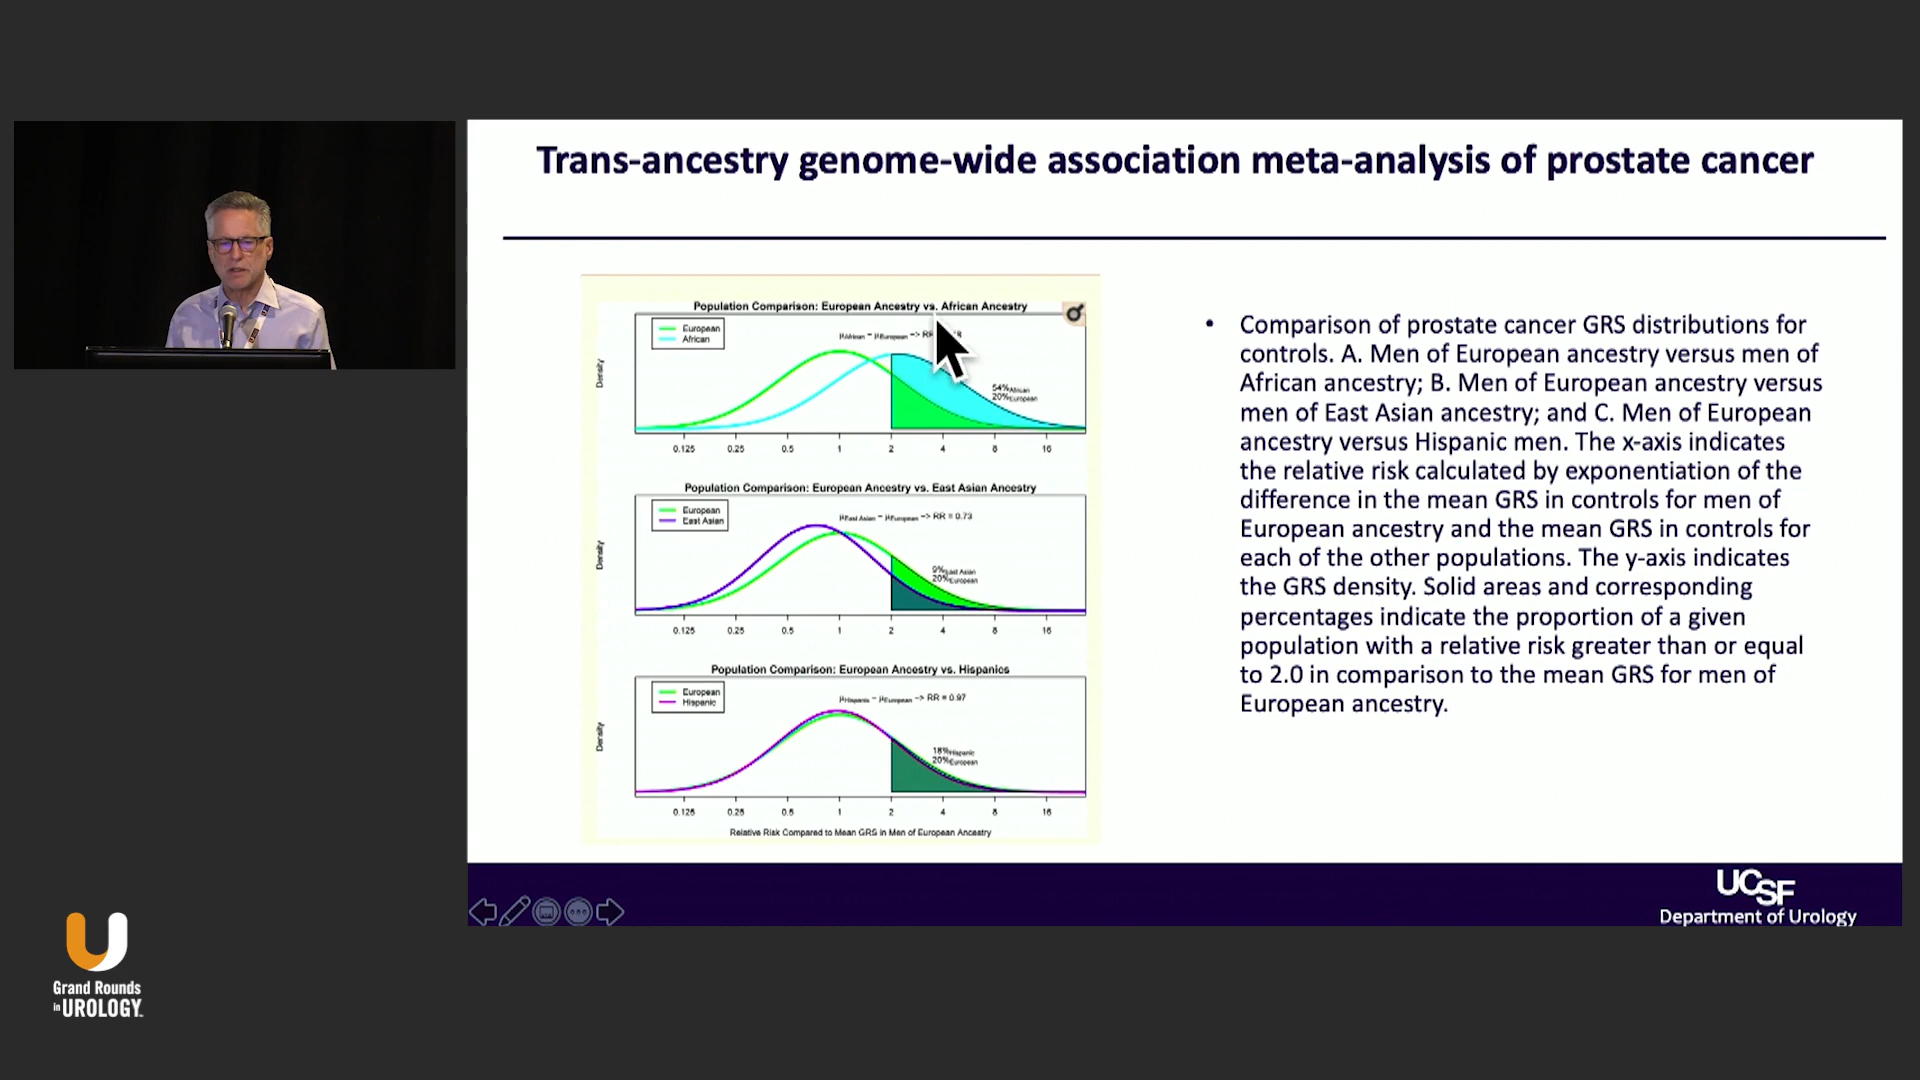 Trans-ancestry genome-wide association meta-analysis of prostate cancer
Population Comparison: European Ancestry vs. African Ancestry
European
African
μAfrican − μEuropean -> RR
54%African
20%European
Density
0.125 0.25 0.5 1 2 4 8 16
Population Comparison: European Ancestry vs. East Asian Ancestry
European
East Asian
μEast Asian − μEuropean -> RR = 0.73
9%East Asian
20%European
Density
0.125 0.25 0.5 1 2 4 8 16
Population Comparison: European Ancestry vs. Hispanics
European
Hispanic
μHispanic − μEuropean -> RR = 0.97
18%Hispanic
20%European
Density
0.125 0.25 0.5 1 2 4 8 16
Relative Risk Compared to Mean GRS in Men of European Ancestry
• Comparison of prostate cancer GRS distributions for
controls. A. Men of European ancestry versus men of
African ancestry; B. Men of European ancestry versus
men of East Asian ancestry; and C. Men of European
ancestry versus Hispanic men. The x-axis indicates
the relative risk calculated by exponentiation of the
difference in the mean GRS in controls for men of
European ancestry and the mean GRS in controls for
each of the other populations. The y-axis indicates
the GRS density. Solid areas and corresponding
percentages indicate the proportion of a given
population with a relative risk greater than or equal
to 2.0 in comparison to the mean GRS for men of
European ancestry.
UCSF
Department of Urology
Grand Rounds
in UROLOGY